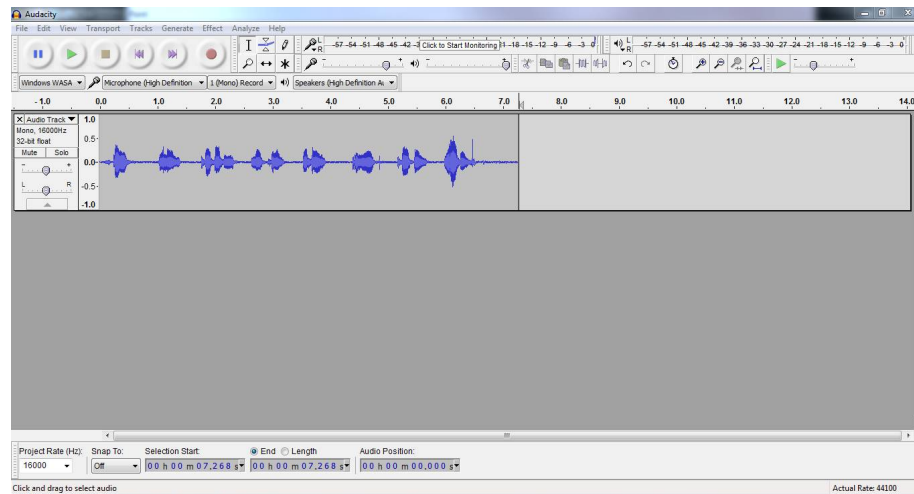 Audacity
File Edit View Transport Tracks Generate Effect Analyze Help
L
R
-57 -54 -51 -48 -45 -42 -3 Click to Start Monitoring 1 -18 -15 -12 -9 -6 -3 0
L
R
-57 -54 -51 -48 -45 -42 -39 -36 -33 -30 -27 -24 -21 -18 -15 -12 -9 -6 -3 0
Windows WASA Microphone (High Definition 1 (Mono) Record Speakers (High Definition Au
- 1.0 0.0 1.0 2.0 3.0 4.0 5.0 6.0 7.0 8.0 9.0 10.0 11.0 12.0 13.0 14.0
X Audio Track 1.0
Mono, 16000Hz
32-bit float 0.5
Mute Solo
- + 0.0
L R -0.5
-1.0
Project Rate (Hz): Snap To: Selection Start: End Length Audio Position:
16000 Off 00 h 00 m 07,268 s 00 h 00 m 07,268 s 00 h 00 m 00,000 s
Click and drag to select audio Actual Rate: 44100